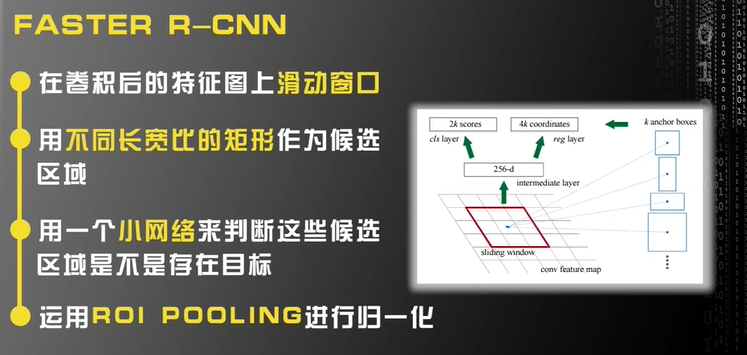 FASTER R-CNN
在卷积后的特征图上滑动窗口
用不同长宽比的矩形作为候选
区域
用一个小网络来判断这些候选
区域是不是存在目标
运用ROI POOLING进行归一化
2k scores
4k coordinates
k anchor boxes
cls layer
reg layer
256-d
intermediate layer
sliding window
conv feature map